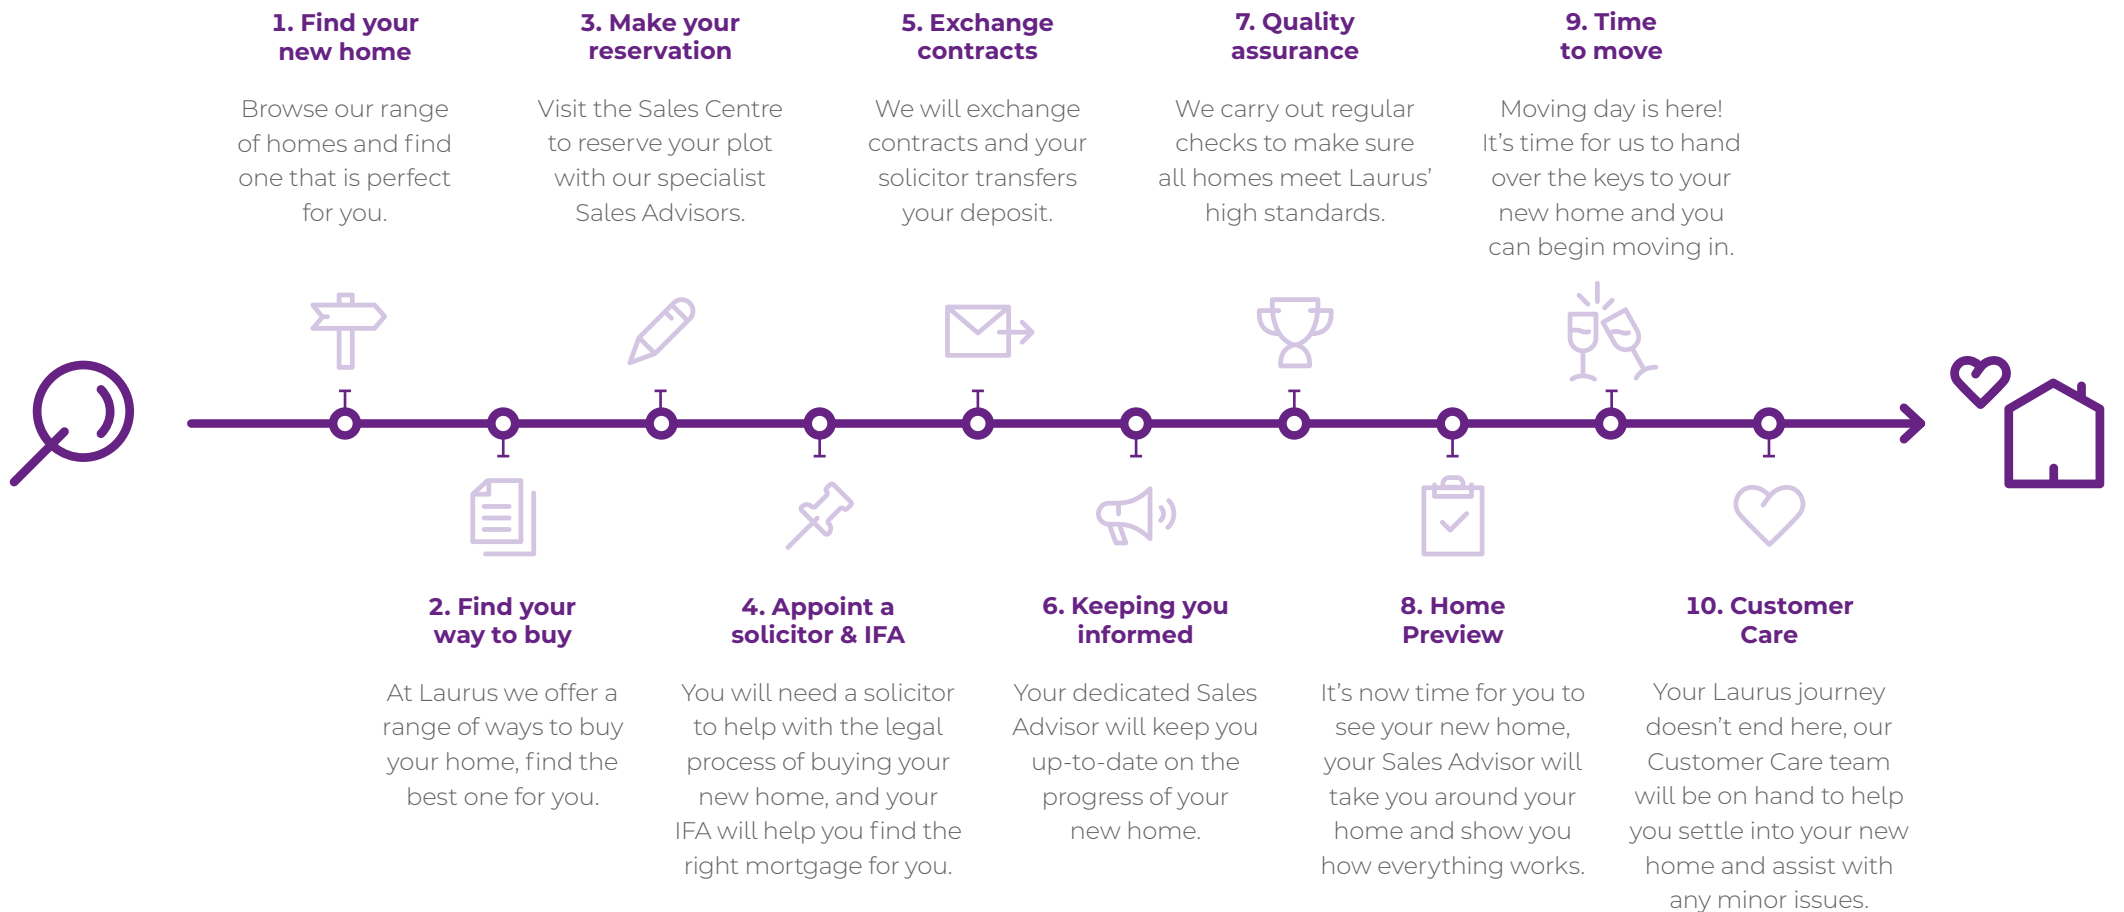 1. Find your
new home
Browse our range
of homes and find
one that is perfect
for you.
2. Find your
way to buy
At Laurus we offer a
range of ways to buy
your home, find the
best one for you.
3. Make your
reservation
Visit the Sales Centre
to reserve your plot
with our specialist
Sales Advisors.
4. Appoint a
solicitor & IFA
You will need a solicitor
to help with the legal
process of buying your
new home, and your
IFA will help you find the
right mortgage for you.
5. Exchange
contracts
We will exchange
contracts and your
solicitor transfers
your deposit.
6. Keeping you
informed
Your dedicated Sales
Advisor will keep you
up-to-date on the
progress of your
new home.
7. Quality
assurance
We carry out regular
checks to make sure
all homes meet Laurus’
high standards.
8. Home
Preview
It’s now time for you to
see your new home,
your Sales Advisor will
take you around your
home and show you
how everything works.
9. Time
to move
Moving day is here!
It’s time for us to hand
over the keys to your
new home and you
can begin moving in.
10. Customer
Care
Your Laurus journey
doesn’t end here, our
Customer Care team
will be on hand to help
you settle into your new
home and assist with
any minor issues.